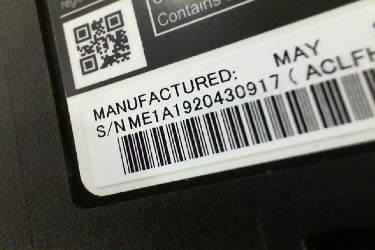 Contains
MANUFACTURED: MAY
S/N ME1A1920430917 ( ACLFH